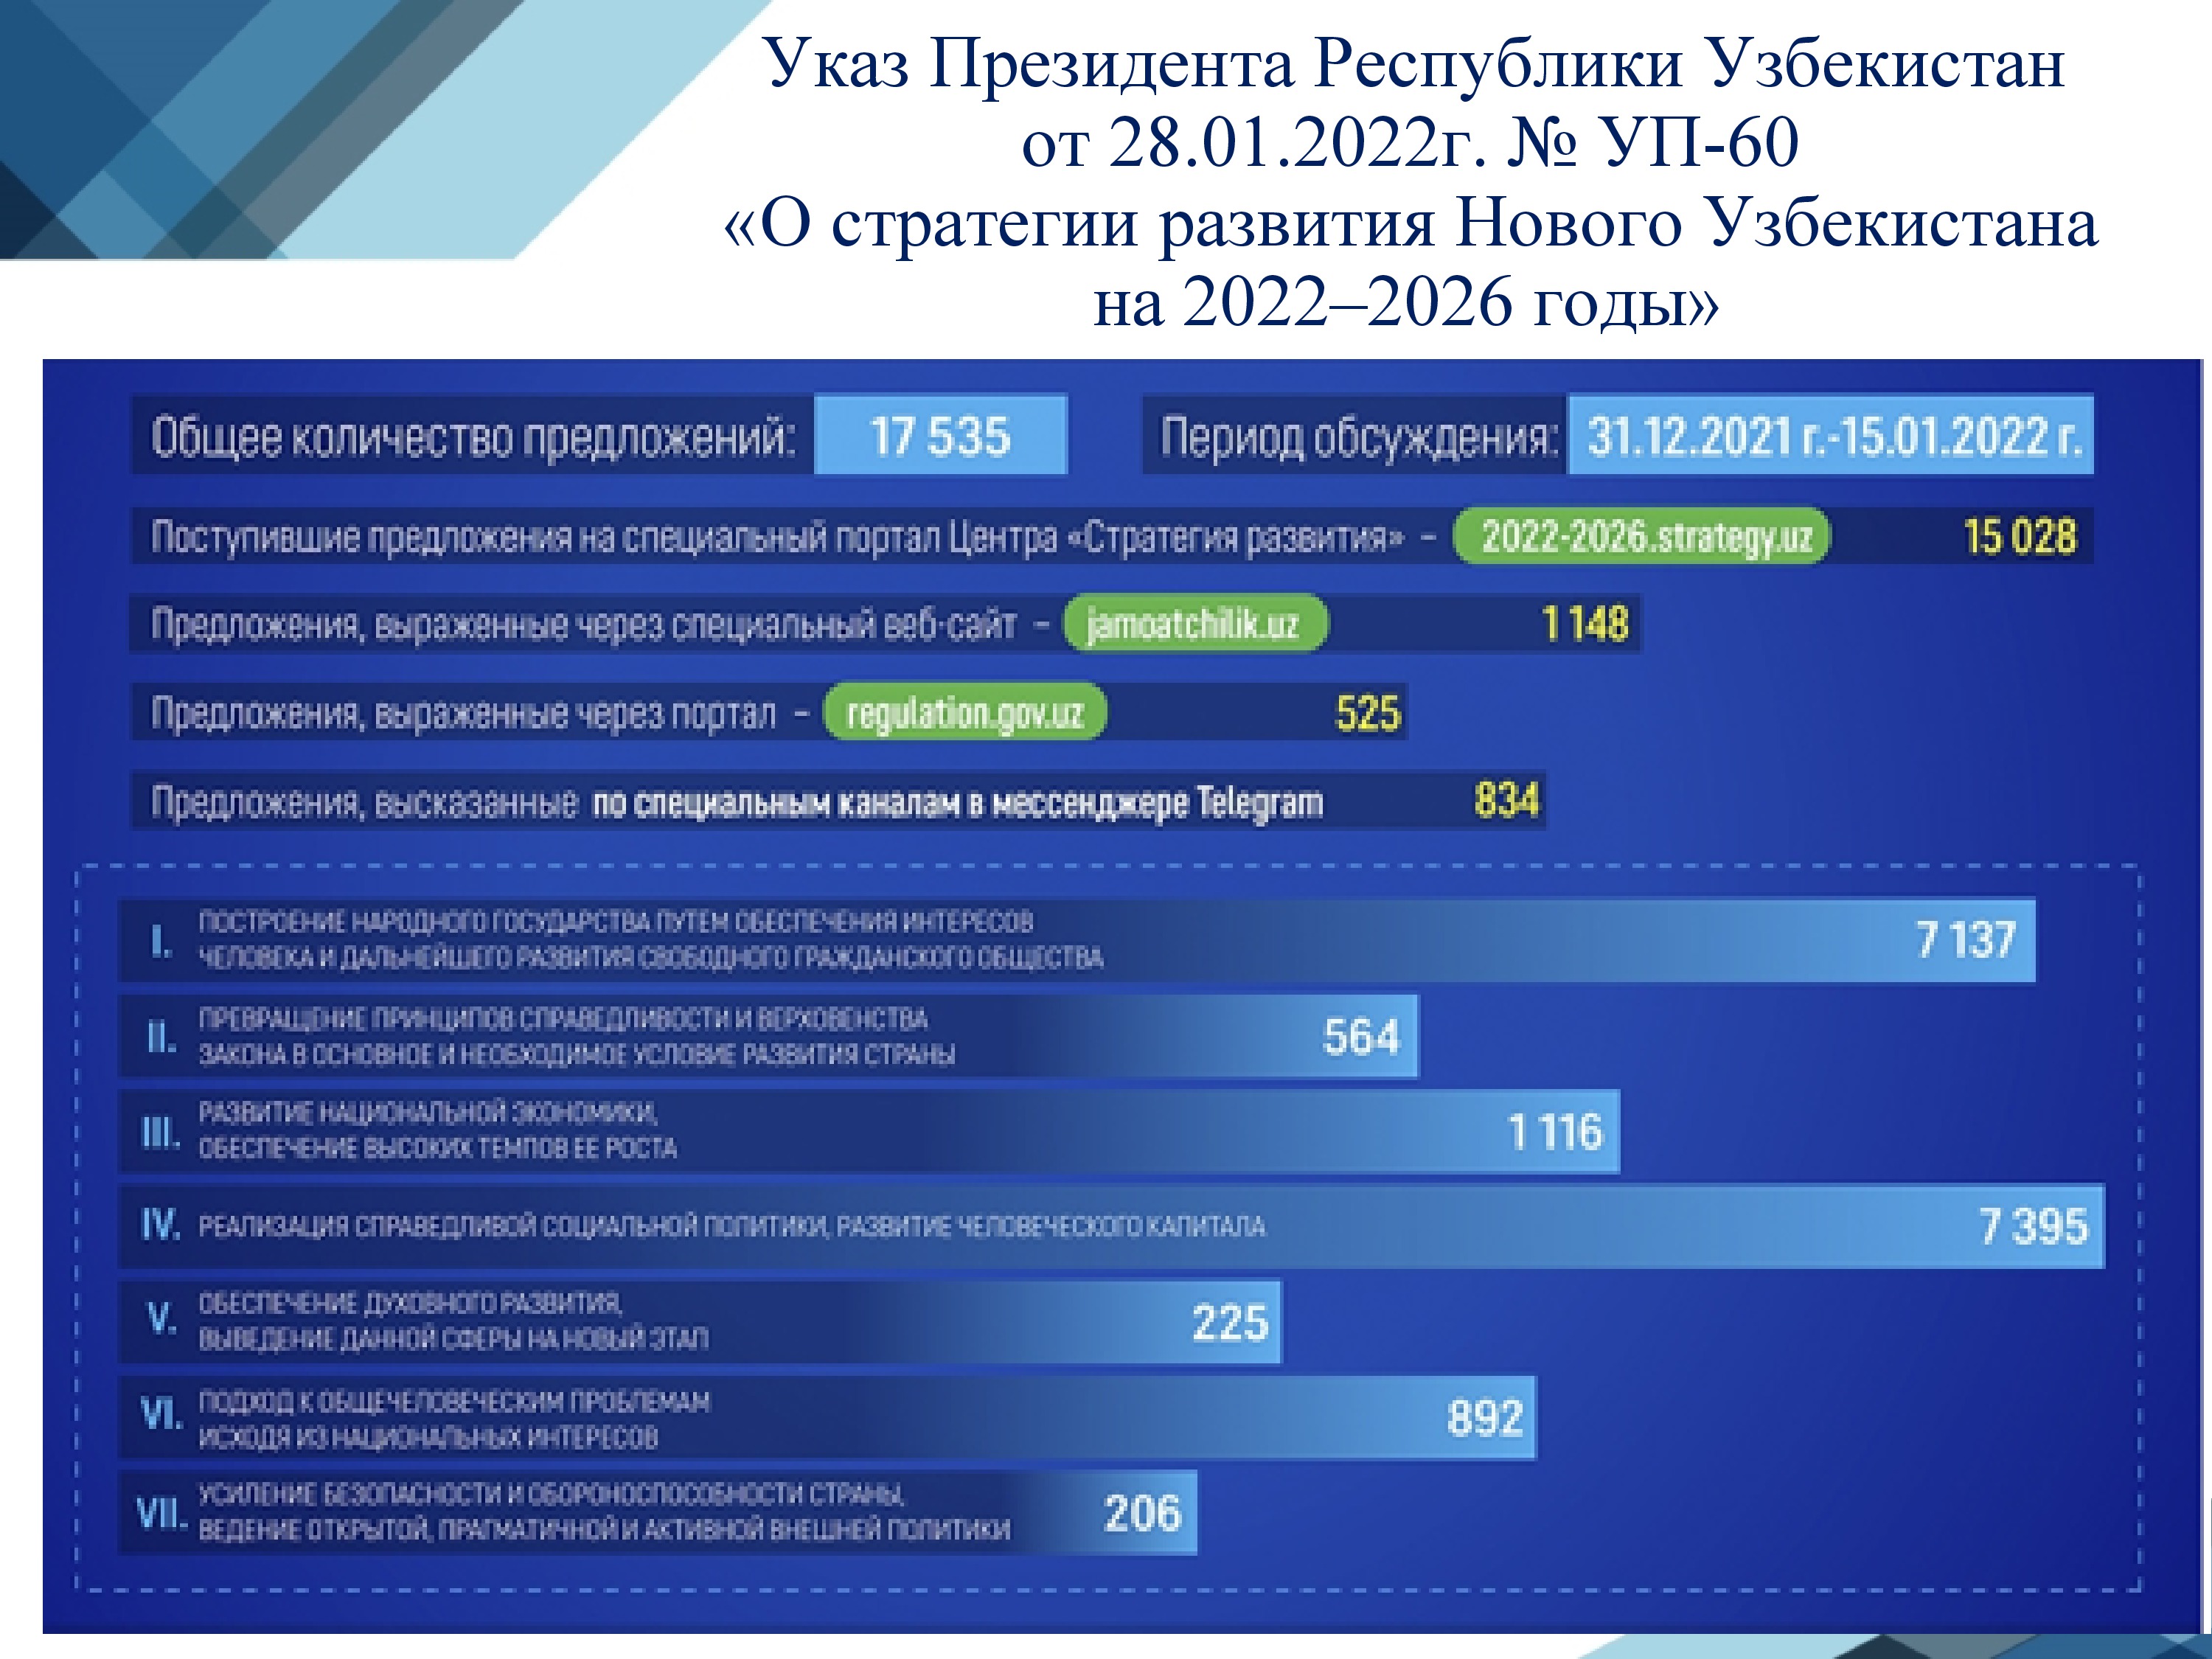 Указ Президента Республики Узбекистан
от 28.01.2022г. № УП-60
«О стратегии развития Нового Узбекистана
на 2022–2026 годы»
Общее количество предложений: 17 535 Период обсуждения: 31.12.2021 г.-15.01.2022 г.
Поступившие предложения на специальный портал Центра «Стратегия развития» – 2022-2026.strategy.uz 15 028
Предложения, выраженные через специальный веб-сайт – jamoatchilik.uz 1 148
Предложения, выраженные через портал – regulation.gov.uz 525
Предложения, высказанные по специальным каналам в мессенджере Telegram 834
I. ПОСТРОЕНИЕ НАРОДНОГО ГОСУДАРСТВА ПУТЕМ ОБЕСПЕЧЕНИЯ ИНТЕРЕСОВ
ЧЕЛОВЕКА И ДАЛЬНЕЙШЕГО РАЗВИТИЯ СВОБОДНОГО ГРАЖДАНСКОГО ОБЩЕСТВА
7 137
II. ПРЕВРАЩЕНИЕ ПРИНЦИПОВ СПРАВЕДЛИВОСТИ И ВЕРХОВЕНСТВА
ЗАКОНА В ОСНОВНОЕ И НЕОБХОДИМОЕ УСЛОВИЕ РАЗВИТИЯ СТРАНЫ
564
III. РАЗВИТИЕ НАЦИОНАЛЬНОЙ ЭКОНОМИКИ,
ОБЕСПЕЧЕНИЕ ВЫСОКИХ ТЕМПОВ ЕЕ РОСТА
1 116
IV. РЕАЛИЗАЦИЯ СПРАВЕДЛИВОЙ СОЦИАЛЬНОЙ ПОЛИТИКИ, РАЗВИТИЕ ЧЕЛОВЕЧЕСКОГО КАПИТАЛА 7 395
V. ОБЕСПЕЧЕНИЕ ДУХОВНОГО РАЗВИТИЯ,
ВЫВЕДЕНИЕ ДАННОЙ СФЕРЫ НА НОВЫЙ ЭТАП
225
VI. ПОДХОД К ОБЩЕЧЕЛОВЕЧЕСКИМ ПРОБЛЕМАМ
ИСХОДЯ ИЗ НАЦИОНАЛЬНЫХ ИНТЕРЕСОВ
892
VII. УСИЛЕНИЕ БЕЗОПАСНОСТИ И ОБОРОНОСПОСОБНОСТИ СТРАНЫ,
ВЕДЕНИЕ ОТКРЫТОЙ, ПРАГМАТИЧНОЙ И АКТИВНОЙ ВНЕШНЕЙ ПОЛИТИКИ
206